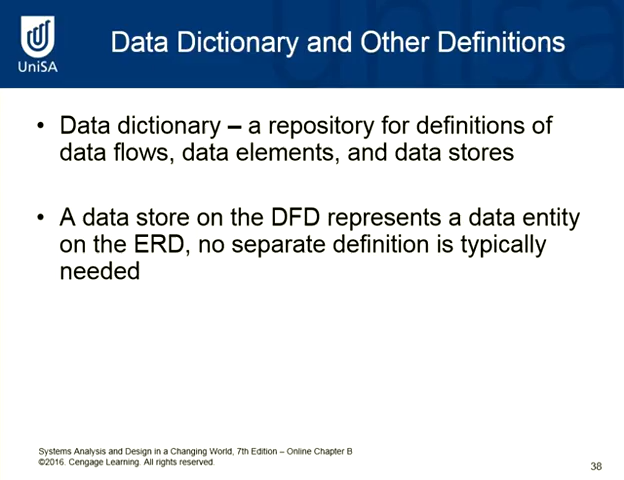 Data Dictionary and Other Definitions
UniSA
• Data dictionary – a repository for definitions of
data flows, data elements, and data stores
• A data store on the DFD represents a data entity
on the ERD, no separate definition is typically
needed
Systems Analysis and Design in a Changing World, 7th Edition – Online Chapter B
©2016. Cengage Learning. All rights reserved.
38